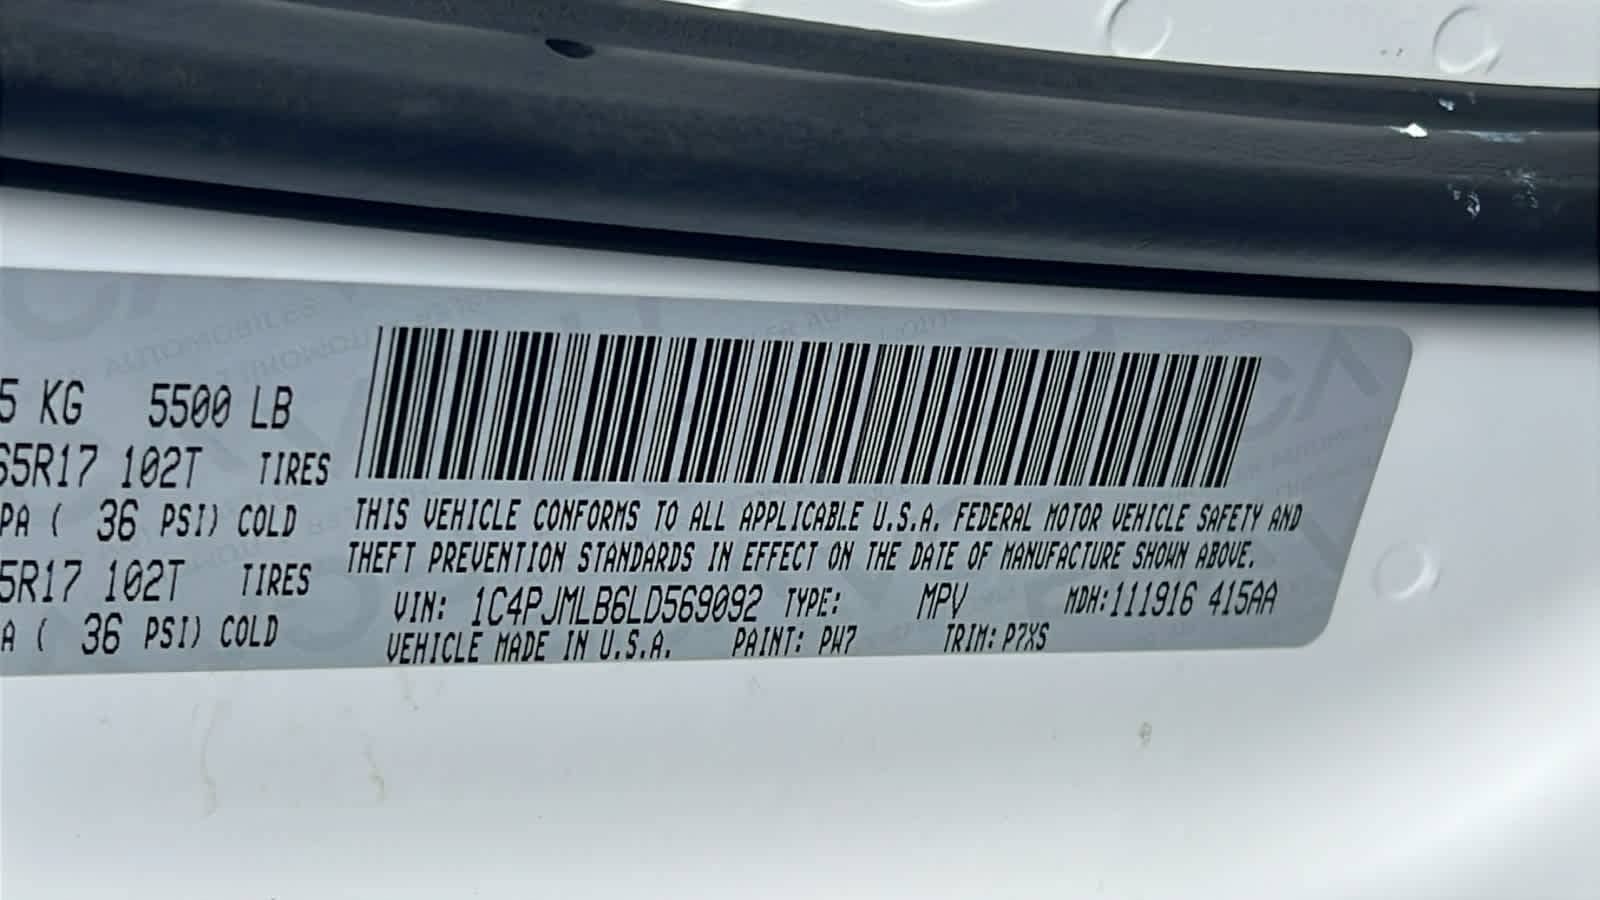 5 KG 5500 LB
65R17 102T TIRES
PA ( 36 PSI) COLD
5R17 102T TIRES
A ( 36 PSI) COLD
THIS VEHICLE CONFORMS TO ALL APPLICABLE U.S.A. FEDERAL MOTOR VEHICLE SAFETY AND
THEFT PREVENTION STANDARDS IN EFFECT ON THE DATE OF MANUFACTURE SHOWN ABOVE.
VIN: 1C4PJMLB6LD569092 TYPE: MPV MDH:111916 415AA
VEHICLE MADE IN U.S.A. PAINT: PW7 TRIM: P7XS
AUTOMOBILES